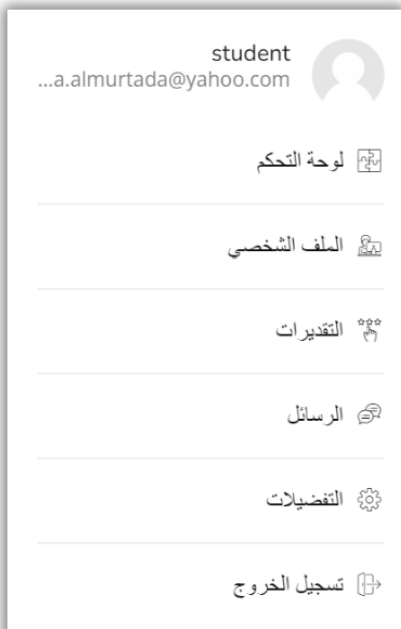 student
...a.almurtada@yahoo.com
لوحة التحكم
الملف الشخصي
التقديرات
الرسائل
التفضيلات
تسجيل الخروج